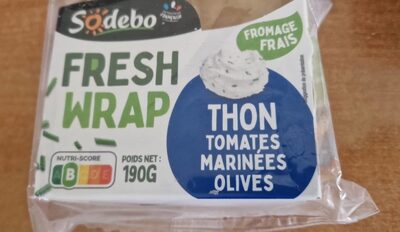 Sodebo
FROMAGE
FRAIS
FRESH
WRAP
THON
TOMATES
MARINÉES
OLIVES
NUTRI-SCORE
B C D E
POIDS NET :
190G